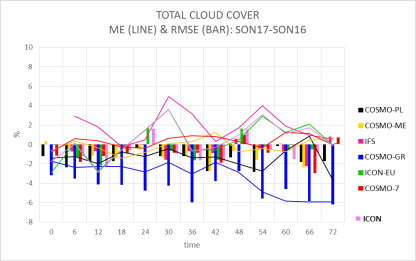 TOTAL CLOUD COVER
ME (LINE) & RMSE (BAR): SON17-SON16
10
8
6
4
2
0
-2
-4
-6
-8
%
0 6 12 18 24 30 36 42 48 54 60 66 72
time
COSMO-PL
COSMO-ME
IFS
COSMO-GR
ICON-EU
COSMO-7
ICON